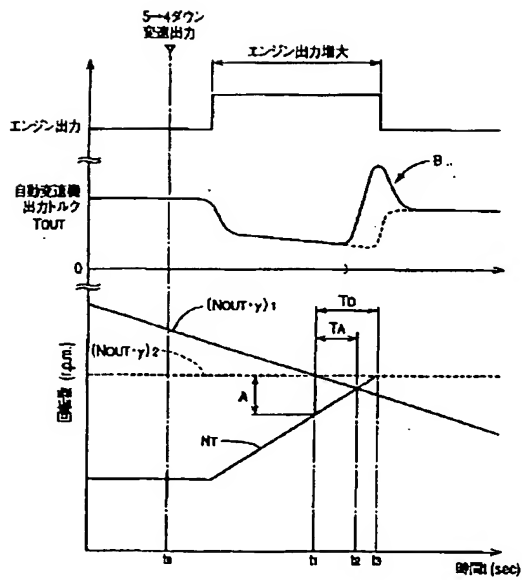 5→4ダウン
変速出力
エンジン出力増大
エンジン出力
B
自動変速機
出力トルク
TOUT
0
(NOUT・γ)1
TD
TA
(NOUT・γ)2
A
回転数 (r.p.m.)
NT
t0
t1
t2
t3
時間t (sec)